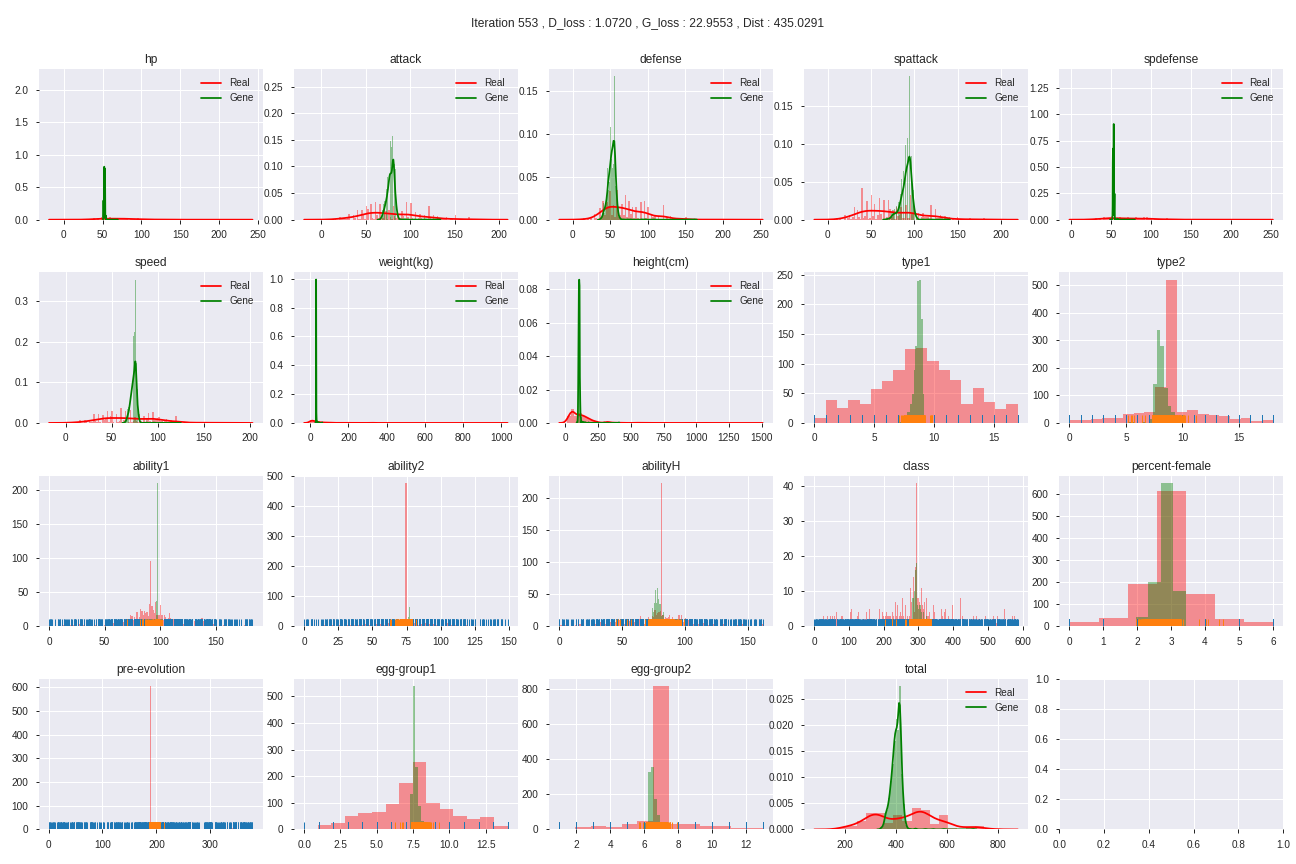 Iteration 553 , D_loss : 1.0720 , G_loss : 22.9553 , Dist : 435.0291
hp attack defense spattack spdefense
Real Real Real Real Real
Gene Gene Gene Gene Gene
2.0 1.5 1.0 0.5 0.0
0 50 100 150 200 250
0.25 0.20 0.15 0.10 0.05 0.00
0 50 100 150 200
0.15 0.10 0.05 0.00
0 50 100 150 200 250
0.15 0.10 0.05 0.00
0 50 100 150 200
1.25 1.00 0.75 0.50 0.25 0.00
0 50 100 150 200 250
speed weight(kg) height(cm) type1 type2
Real Real Real
Gene Gene Gene
0.3 0.2 0.1 0.0
0 50 100 150 200
1.0 0.8 0.6 0.4 0.2 0.0
0 200 400 600 800 1000
0.08 0.06 0.04 0.02 0.00
0 250 500 750 1000 1250 1500
250 200 150 100 50 0
0 5 10 15
500 400 300 200 100 0
0 5 10 15
ability1 ability2 abilityH class percent-female
200 150 100 50 0
0 50 100 150
500 400 300 200 100 0
0 25 50 75 100 125 150
200 150 100 50 0
0 50 100 150
40 30 20 10 0
0 100 200 300 400 500 600
600 500 400 300 200 100 0
0 1 2 3 4 5 6
pre-evolution egg-group1 egg-group2 total
Real
Gene
600 500 400 300 200 100 0
0 100 200 300
500 400 300 200 100 0
0.0 2.5 5.0 7.5 10.0 12.5
800 600 400 200 0
2 4 6 8 10 12
0.025 0.020 0.015 0.010 0.005 0.000
200 400 600 800
1.0 0.8 0.6 0.4 0.2 0.0
0.0 0.2 0.4 0.6 0.8 1.0